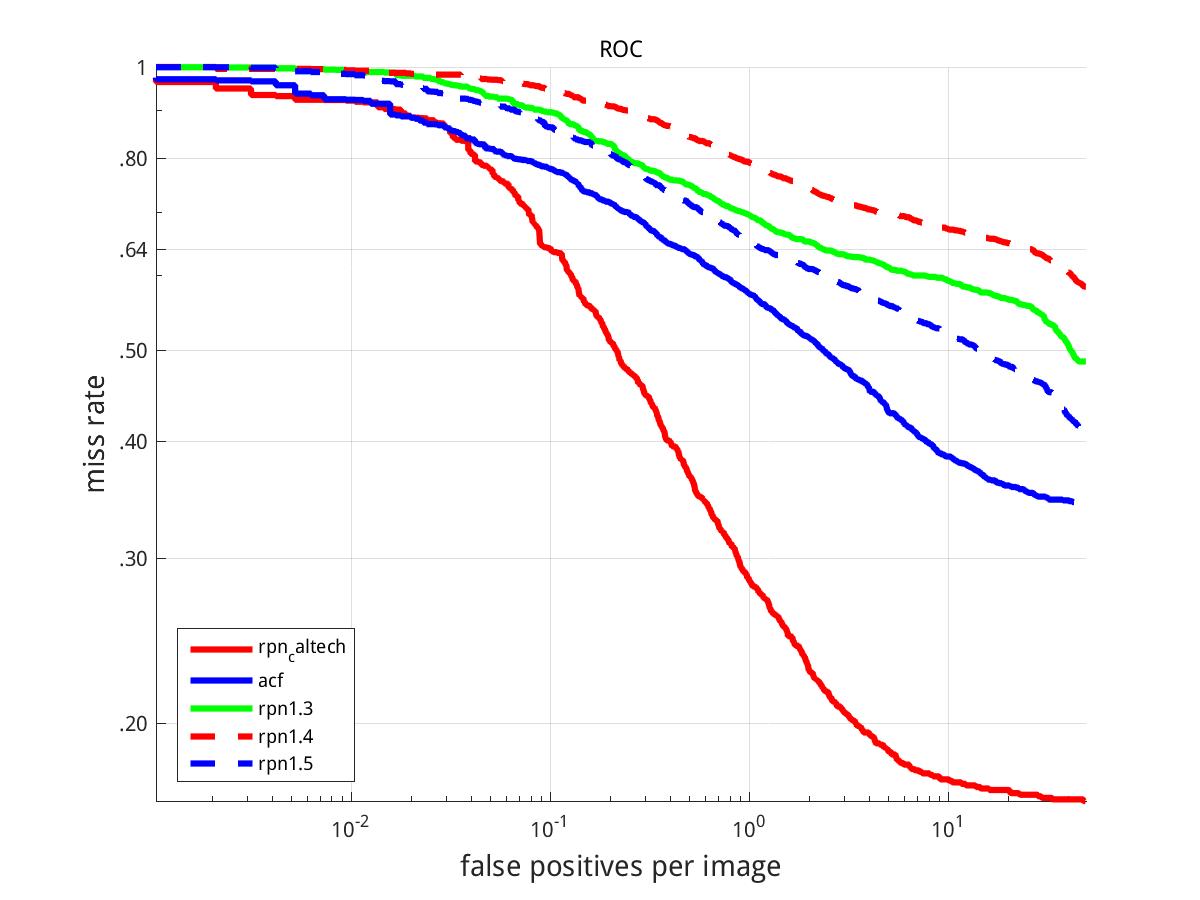 ROC
1
.80
.64
.50
.40
.30
.20
miss rate
rpn_caltech
acf
rpn1.3
rpn1.4
rpn1.5
10^-2 10^-1 10^0 10^1
false positives per image